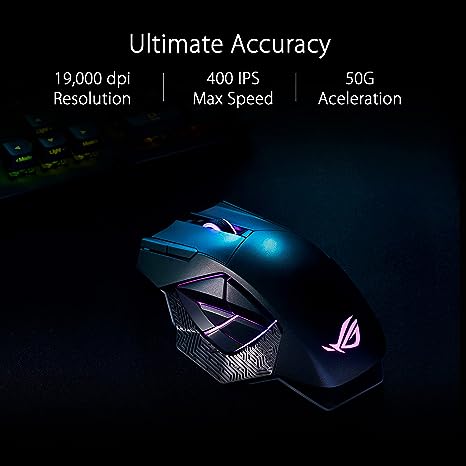 Ultimate Accuracy
19,000 dpi
Resolution
400 IPS
Max Speed
50G
Aceleration